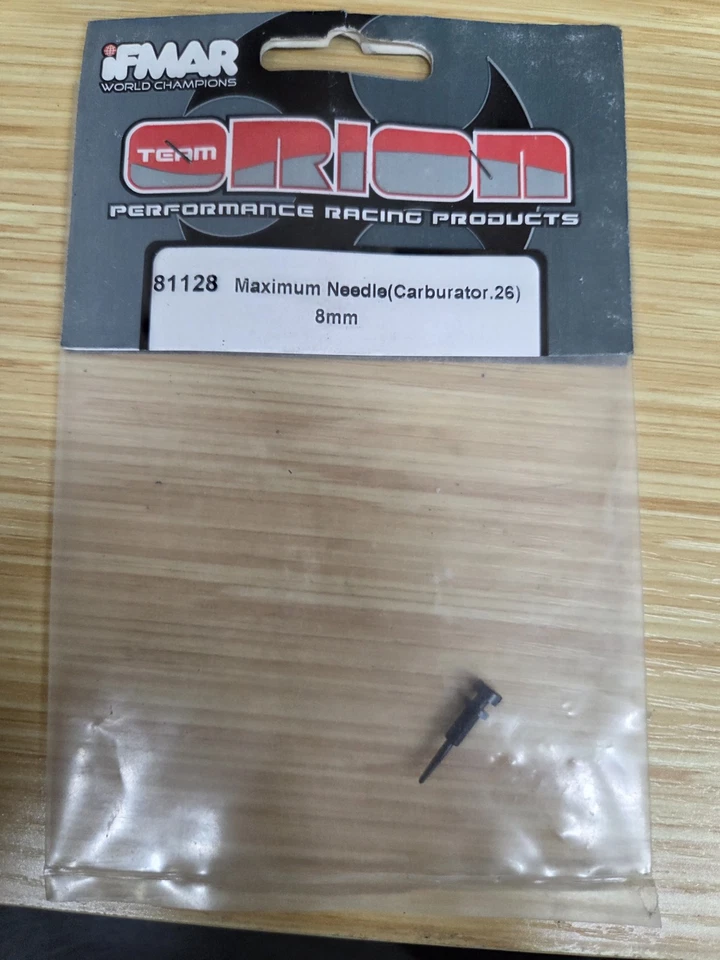 iFMAR
WORLD CHAMPIONS
TEAM ORION
PERFORMANCE RACING PRODUCTS
81128 Maximum Needle(Carburator.26)
8mm